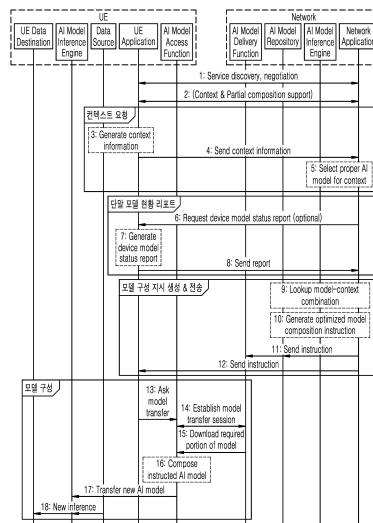 UE
Network
UE Data
Destination
AI Model
Inference
Engine
Data
Source
UE
Application
AI Model
Access
Function
AI Model
Delivery
Function
AI Model
Repository
AI Model
Inference
Engine
Network
Application
1: Service discovery, negotiation
2: (Context & Partial composition support)
컨텍스트 요청
3: Generate context
information
4: Send context information
5: Select proper AI
model for context
단말 모델 현황 리포트
6: Request device model status report (optional)
7: Generate
device model
status report
8: Send report
모델 구성 지시 생성 & 전송
9: Lookup model-context
combination
10: Generate optimized model
composition instruction
11: Send instruction
12: Send instruction
모델 구성
13: Ask
model
transfer
14: Establish model
transfer session
15: Download required
portion of model
16: Compose
instructed AI model
17: Transfer new AI model
18: New inference